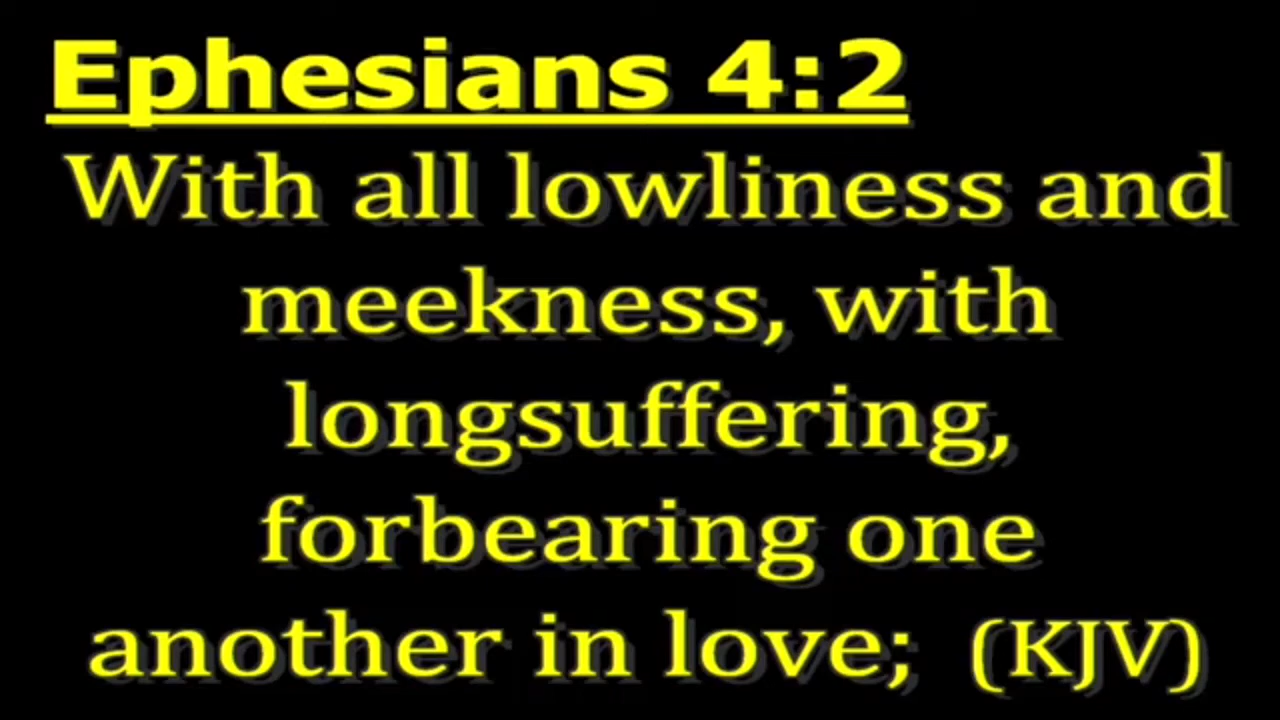 Ephesians 4:2
With all lowliness and
meekness, with
longsuffering,
forbearing one
another in love; (KJV)